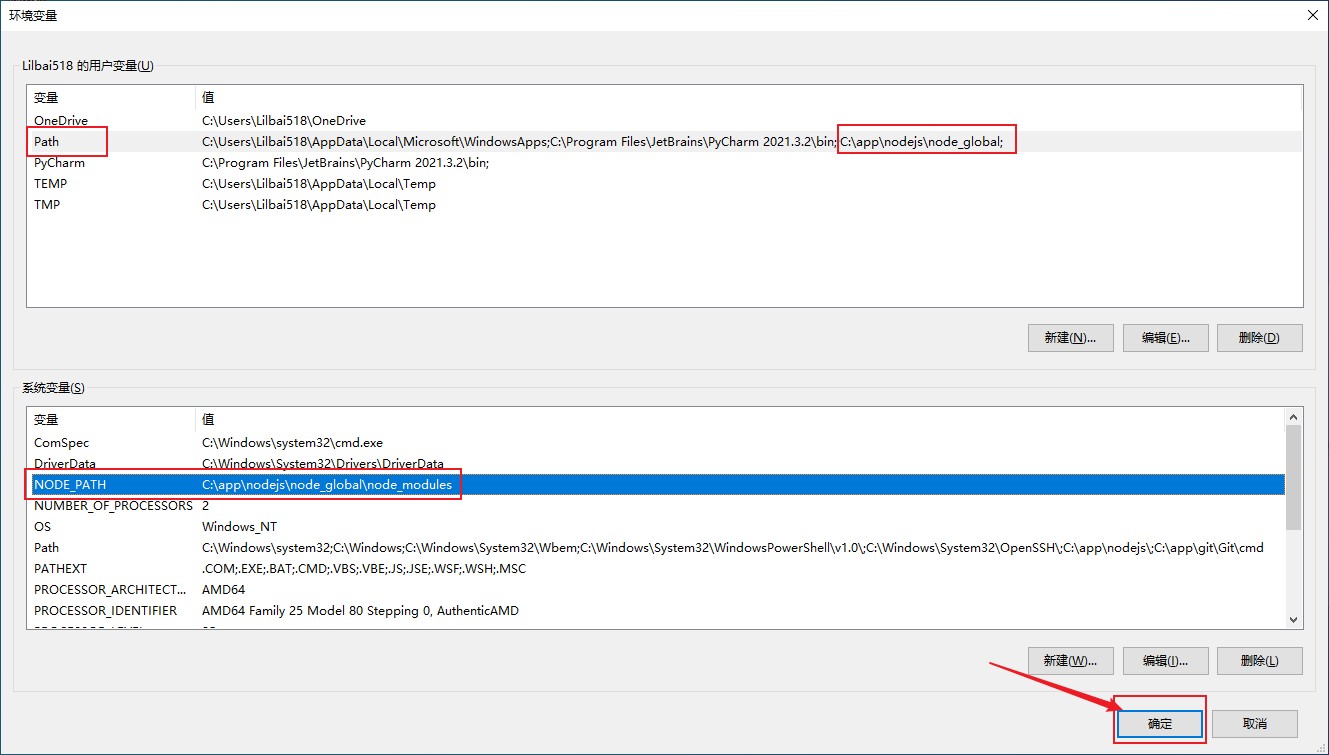 环境变量
Lilbai518 的用户变量(U)
变量 值
OneDrive C:\Users\Lilbai518\OneDrive
Path C:\Users\Lilbai518\AppData\Local\Microsoft\WindowsApps;C:\Program Files\JetBrains\PyCharm 2021.3.2\bin;C:\app\nodejs\node_global;
PyCharm C:\Program Files\JetBrains\PyCharm 2021.3.2\bin;
TEMP C:\Users\Lilbai518\AppData\Local\Temp
TMP C:\Users\Lilbai518\AppData\Local\Temp
新建(N)... 编辑(E)... 删除(D)
系统变量(S)
变量 值
ComSpec C:\Windows\system32\cmd.exe
DriverData C:\Windows\System32\Drivers\DriverData
NODE_PATH C:\app\nodejs\node_global\node_modules
NUMBER_OF_PROCESSORS 2
OS Windows_NT
Path C:\Windows\system32;C:\Windows;C:\Windows\System32\Wbem;C:\Windows\System32\WindowsPowerShell\v1.0\;C:\Windows\System32\OpenSSH\;C:\app\nodejs\;C:\app\git\Git\cmd
PATHEXT .COM;.EXE;.BAT;.CMD;.VBS;.VBE;.JS;.JSE;.WSF;.WSH;.MSC
PROCESSOR_ARCHITECT... AMD64
PROCESSOR_IDENTIFIER AMD64 Family 25 Model 80 Stepping 0, AuthenticAMD
新建(W)... 编辑(I)... 删除(L)
确定 取消